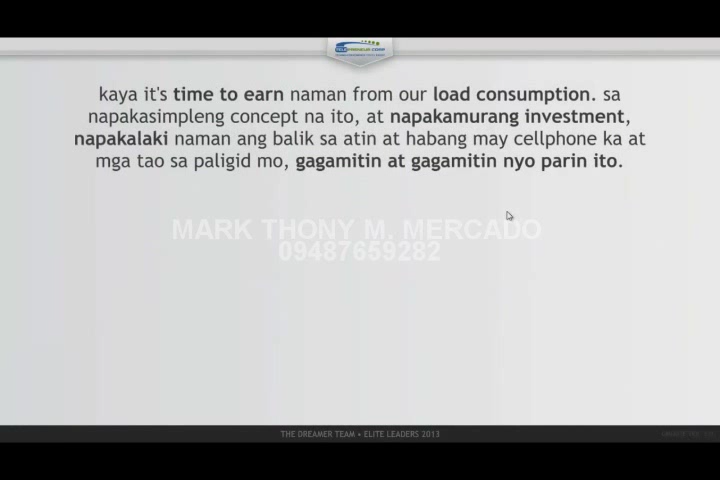 kaya it's time to earn naman from our load consumption. sa
napakasimpleng concept na ito, at napakamurang investment,
napakalaki naman ang balik sa atin at habang may cellphone ka at
mga tao sa paligid mo, gagamitin at gagamitin nyo parin ito.
MARK THONY M. MERCADO
09487659282
THE DREAMER TEAM • ELITE LEADERS 2013